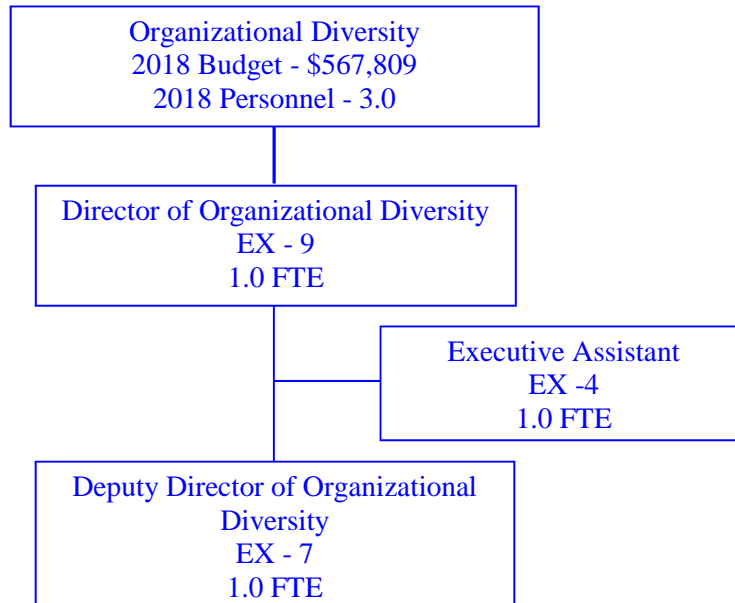 Organizational Diversity
2018 Budget - $567,809
2018 Personnel - 3.0
Director of Organizational Diversity
EX - 9
1.0 FTE
Executive Assistant
EX -4
1.0 FTE
Deputy Director of Organizational
Diversity
EX - 7
1.0 FTE